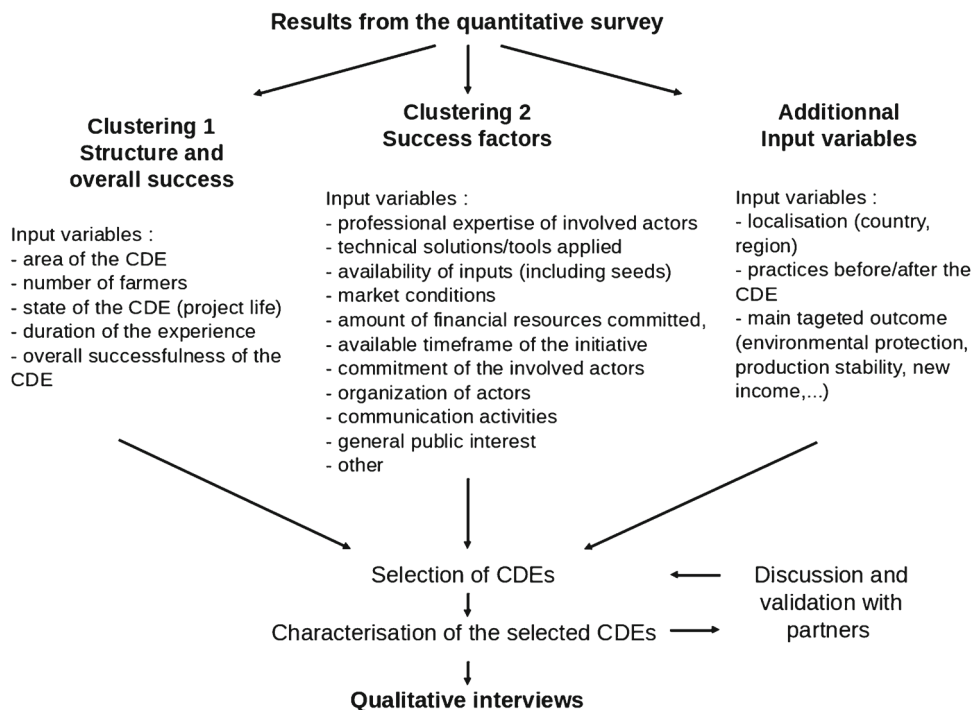 Results from the quantitative survey
Clustering 1
Structure and
overall success
Input variables :
- area of the CDE
- number of farmers
- state of the CDE (project life)
- duration of the experience
- overall successfulness of the
CDE
Clustering 2
Success factors
Input variables :
- professional expertise of involved actors
- technical solutions/tools applied
- availability of inputs (including seeds)
- market conditions
- amount of financial resources committed,
- available timeframe of the initiative
- commitment of the involved actors
- organization of actors
- communication activities
- general public interest
- other
Additionnal
Input variables
Input variables :
- localisation (country,
region)
- practices before/after the
CDE
- main tageted outcome
(environmental protection,
production stability, new
income,...)
Selection of CDEs
Characterisation of the selected CDEs
Discussion and
validation with
partners
Qualitative interviews